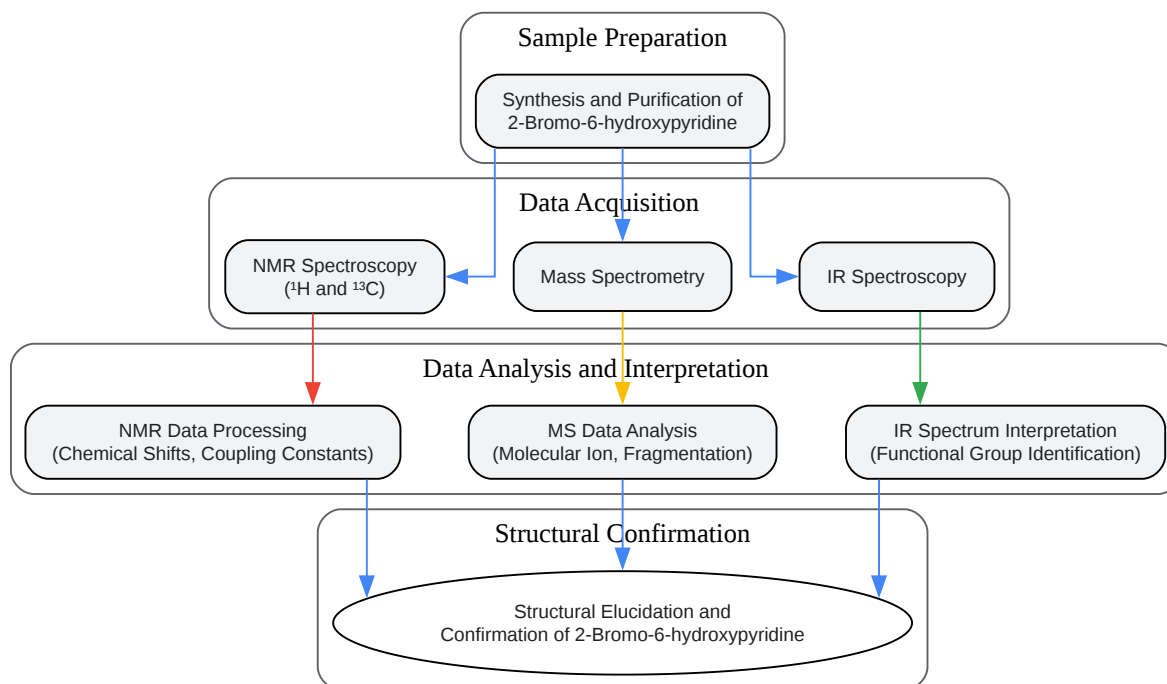 Sample Preparation
Synthesis and Purification of
2-Bromo-6-hydroxypyridine
Data Acquisition
NMR Spectroscopy
(¹H and ¹³C)
Mass Spectrometry
IR Spectroscopy
Data Analysis and Interpretation
NMR Data Processing
(Chemical Shifts, Coupling Constants)
MS Data Analysis
(Molecular Ion, Fragmentation)
IR Spectrum Interpretation
(Functional Group Identification)
Structural Confirmation
Structural Elucidation and
Confirmation of 2-Bromo-6-hydroxypyridine